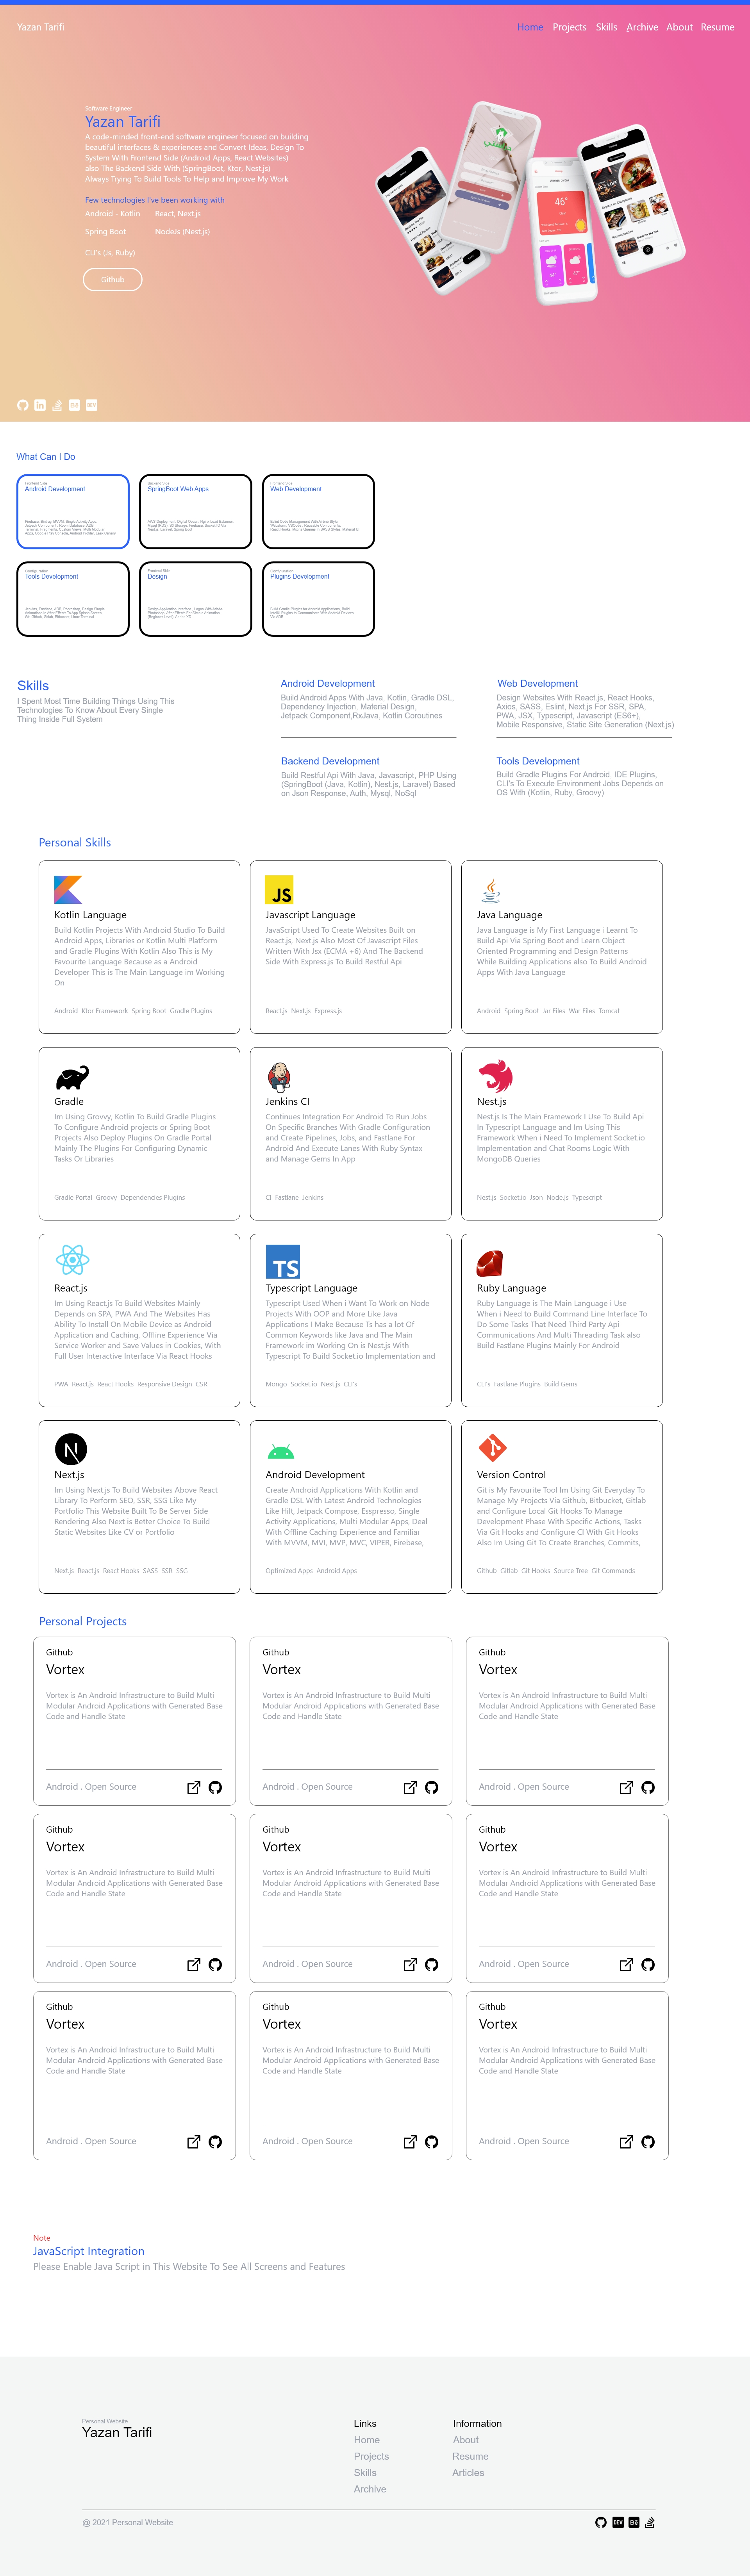 Yazan Tarifi
Home Projects Skills Archive About Resume
Software Engineer
Yazan Tarifi
A code-minded front-end software engineer focused on building
beautiful interfaces & experiences and Convert Ideas, Design To
System With Frontend Side (Android Apps, React Websites)
also The Backend Side With (SpringBoot, Ktor, Nest.js)
Always Trying To Build Tools To Help and Improve My Work
Few technologies I've been working with
Android - Kotlin React, Next.js
Spring Boot NodeJs (Nest.js)
CLI's (Js, Ruby)
Github
46°
What Can I Do
Frontend Side
Android Development
Backend Side
SpringBoot Web Apps
Frontend Side
Web Development
Configuration
Tools Development
Frontend Side
Design
Configuration
Plugins Development
Skills
I Spent Most Time Building Things Using This
Technologies To Know About Every Single
Thing Inside Full System
Android Development
Build Android Apps With Java, Kotlin, Gradle DSL,
Dependency Injection, Material Design,
Jetpack Component,RxJava, Kotlin Coroutines
Web Development
Design Websites With React.js, React Hooks,
Axios, SASS, Eslint, Next.js For SSR, SPA,
PWA, JSX, Typescript, Javascript (ES6+),
Mobile Responsive, Static Site Generation (Next.js)
Backend Development
Build Restful Api With Java, Javascript, PHP Using
(SpringBoot (Java, Kotlin), Nest.js, Laravel) Based
on Json Response, Auth, Mysql, NoSql
Tools Development
Build Gradle Plugins For Android, IDE Plugins,
CLI's To Execute Environment Jobs Depends on
OS With (Kotlin, Ruby, Groovy)
Personal Skills
Kotlin Language
Build Kotlin Projects With Android Studio To Build
Android Apps, Libraries or Kotlin Multi Platform
and Gradle Plugins With Kotlin Also This is My
Favourite Language Because as a Android
Developer This is The Main Language im Working
On
Android Ktor Framework Spring Boot Gradle Plugins
JS
Javascript Language
JavaScript Used To Create Websites Built on
React.js, Next.js Also Most Of Javascript Files
Written With Jsx (ECMA +6) And The Backend
Side With Express.js To Build Restful Api
React.js Next.js Express.js
Java Language
Java Language is My First Language i Learnt To
Build Api Via Spring Boot and Learn Object
Oriented Programming and Design Patterns
While Building Applications also To Build Android
Apps With Java Language
Android Spring Boot Jar Files War Files Tomcat
Gradle
Im Using Grovvy, Kotlin To Build Gradle Plugins
To Configure Android projects or Spring Boot
Projects Also Deploy Plugins On Gradle Portal
Mainly The Plugins For Configuring Dynamic
Tasks Or Libraries
Gradle Portal Groovy Dependencies Plugins
Jenkins CI
Continues Integration For Android To Run Jobs
On Specific Branches With Gradle Configuration
and Create Pipelines, Jobs, and Fastlane For
Android And Execute Lanes With Ruby Syntax
and Manage Gems In App
CI Fastlane Jenkins
Nest.js
Nest.js Is The Main Framework I Use To Build Api
In Typescript Language and Im Using This
Framework When i Need To Implement Socket.io
Implementation and Chat Rooms Logic With
MongoDB Queries
Nest.js Socket.io Json Node.js Typescript
React.js
Im Using React.js To Build Websites Mainly
Depends on SPA, PWA and The Websites Has
Ability To Install On Mobile Device as Android
Application and Caching, Offline Experience Via
Service Worker and Save Values in Cookies, With
Full User Interactive Interface Via React Hooks
PWA React.js React Hooks Responsive Design CSR
TS
Typescript Language
Typescript Used When i Want To Work on Node
Projects With OOP and More Like Java
Applications I Make Because Ts has a lot Of
Common Keywords like Java and The Main
Framework im Working On is Nest.js With
Typescript To Build Socket.io Implementation and
Mongo Socket.io Nest.js CLI's
Ruby Language
Ruby Language is The Main Language i Use
When i Need to Build Command Line Interface To
Do Some Tasks That Need Third Party Api
Communications And Multi Threading Task also
Build Fastlane Plugins Mainly For Android
CLI's Fastlane Plugins Build Gems
N
Next.js
Im Using Next.js To Build Websites Above React
Library To Perform SEO, SSR, SSG Like My
Portfolio This Website Built To Be Server Side
Rendering Also Next is Better Choice To Build
Static Websites Like CV or Portfolio
Next.js React.js React Hooks SASS SSR SSG
Android Development
Create Android Applications With Kotlin and
Gradle DSL With Latest Android Technologies
Like Hilt, Jetpack Compose, Esspresso, Single
Activity Applications, Multi Modular Apps, Deal
With Offline Caching Experience and Familiar
With MVVM, MVI, MVP, MVC, VIPER, Firebase,
Optimized Apps Android Apps
Version Control
Git is My Favourite Tool Im Using Git Everyday To
Manage My Projects Via Github, Bitbucket, Gitlab
and Configure Local Git Hooks To Manage
Development Phase With Specific Actions, Tasks
Via Git Hooks and Configure CI With Git Hooks
Also Im Using Git To Create Branches, Commits,
Github Gitlab Git Hooks Source Tree Git Commands
Personal Projects
Github
Vortex
Vortex is An Android Infrastructure to Build Multi
Modular Android Applications with Generated Base
Code and Handle State
Android . Open Source
Github
Vortex
Vortex is An Android Infrastructure to Build Multi
Modular Android Applications with Generated Base
Code and Handle State
Android . Open Source
Github
Vortex
Vortex is An Android Infrastructure to Build Multi
Modular Android Applications with Generated Base
Code and Handle State
Android . Open Source
Github
Vortex
Vortex is An Android Infrastructure to Build Multi
Modular Android Applications with Generated Base
Code and Handle State
Android . Open Source
Github
Vortex
Vortex is An Android Infrastructure to Build Multi
Modular Android Applications with Generated Base
Code and Handle State
Android . Open Source
Github
Vortex
Vortex is An Android Infrastructure to Build Multi
Modular Android Applications with Generated Base
Code and Handle State
Android . Open Source
Github
Vortex
Vortex is An Android Infrastructure to Build Multi
Modular Android Applications with Generated Base
Code and Handle State
Android . Open Source
Github
Vortex
Vortex is An Android Infrastructure to Build Multi
Modular Android Applications with Generated Base
Code and Handle State
Android . Open Source
Github
Vortex
Vortex is An Android Infrastructure to Build Multi
Modular Android Applications with Generated Base
Code and Handle State
Android . Open Source
Note
JavaScript Integration
Please Enable Java Script in This Website To See All Screens and Features
Personal Website
Yazan Tarifi
Links
Home
Projects
Skills
Archive
Information
About
Resume
Articles
@ 2021 Personal Website
DEV